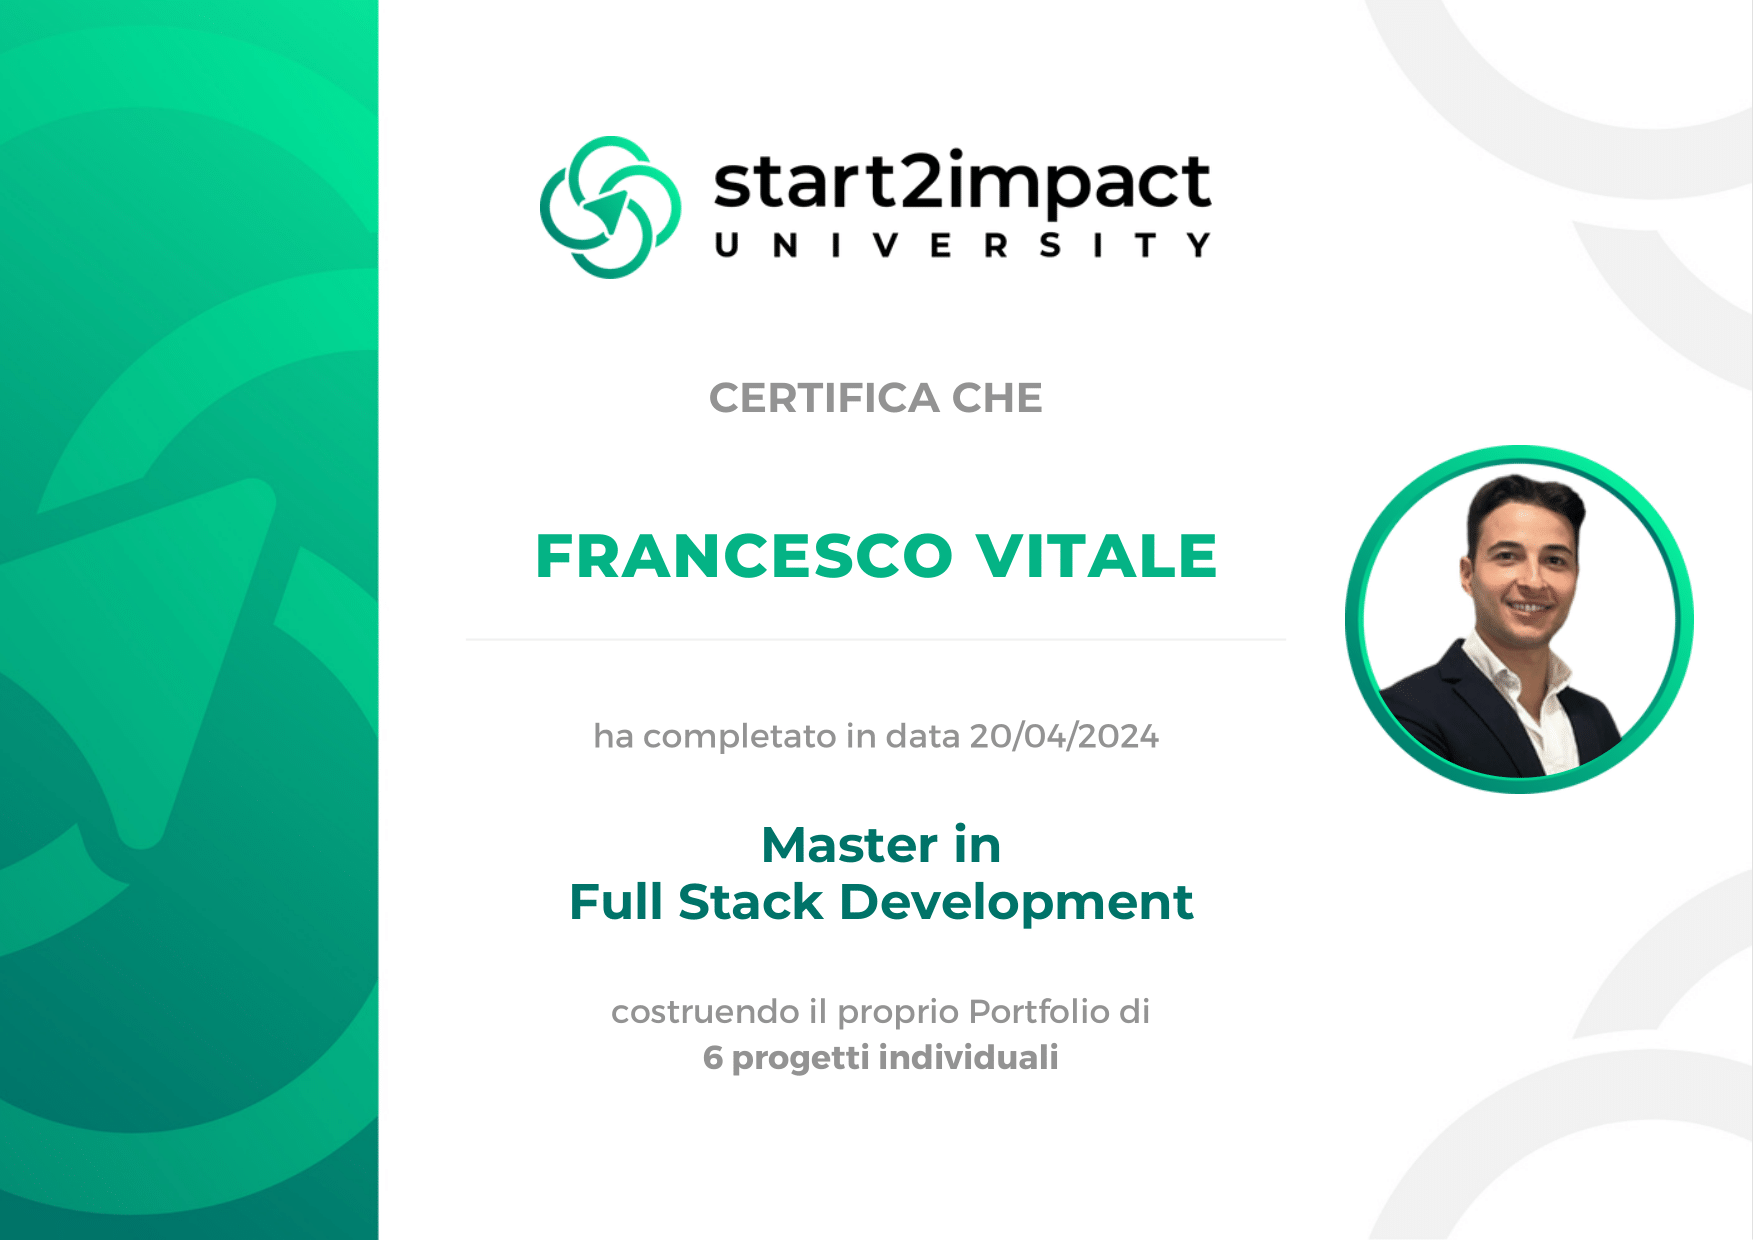 start2impact
UNIVERSITY
CERTIFICA CHE
FRANCESCO VITALE
ha completato in data 20/04/2024
Master in
Full Stack Development
costruendo il proprio Portfolio di
6 progetti individuali